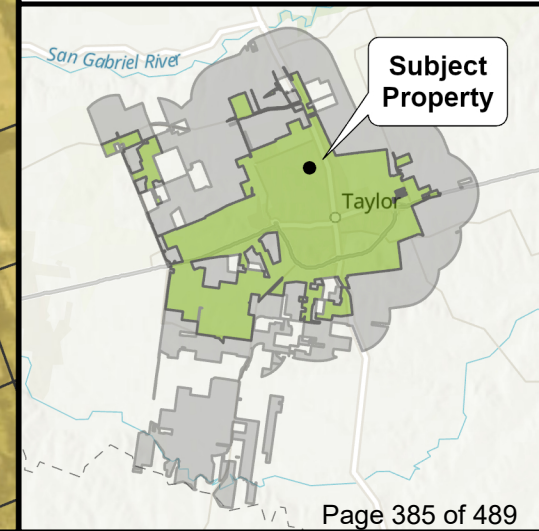 San Gabriel River
Subject
Property
Taylor
Page 385 of 489